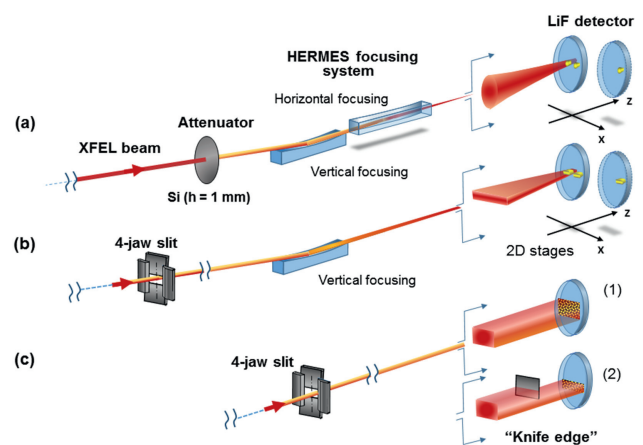 LiF detector
HERMES focusing
system
Horizontal focusing
Attenuator
z
(a)
XFEL beam
x
Vertical focusing
Si (h = 1 mm)
z
4-jaw slit
2D stages
x
(b)
Vertical focusing
(1)
4-jaw slit
(c)
(2)
“Knife edge”